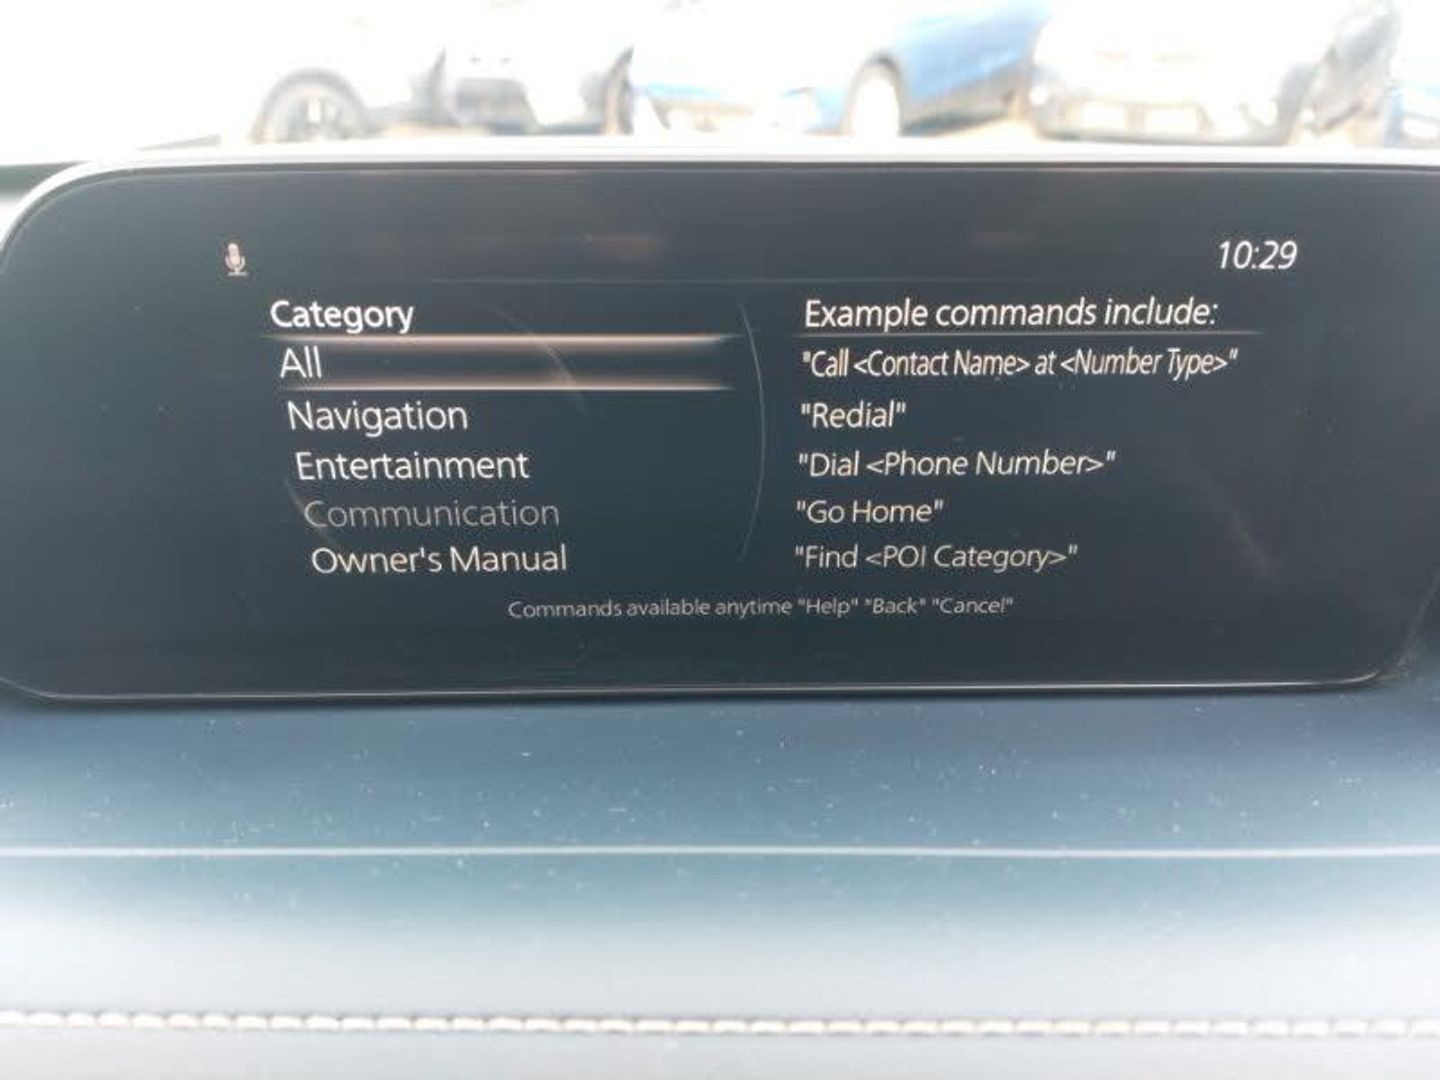 10:29
Category
All
Navigation
Entertainment
Communication
Owner's Manual
Example commands include:
"Call <Contact Name> at <Number Type>"
"Redial"
"Dial <Phone Number>"
"Go Home"
"Find <POI Category>"
Commands available anytime "Help" "Back" "Cancel"